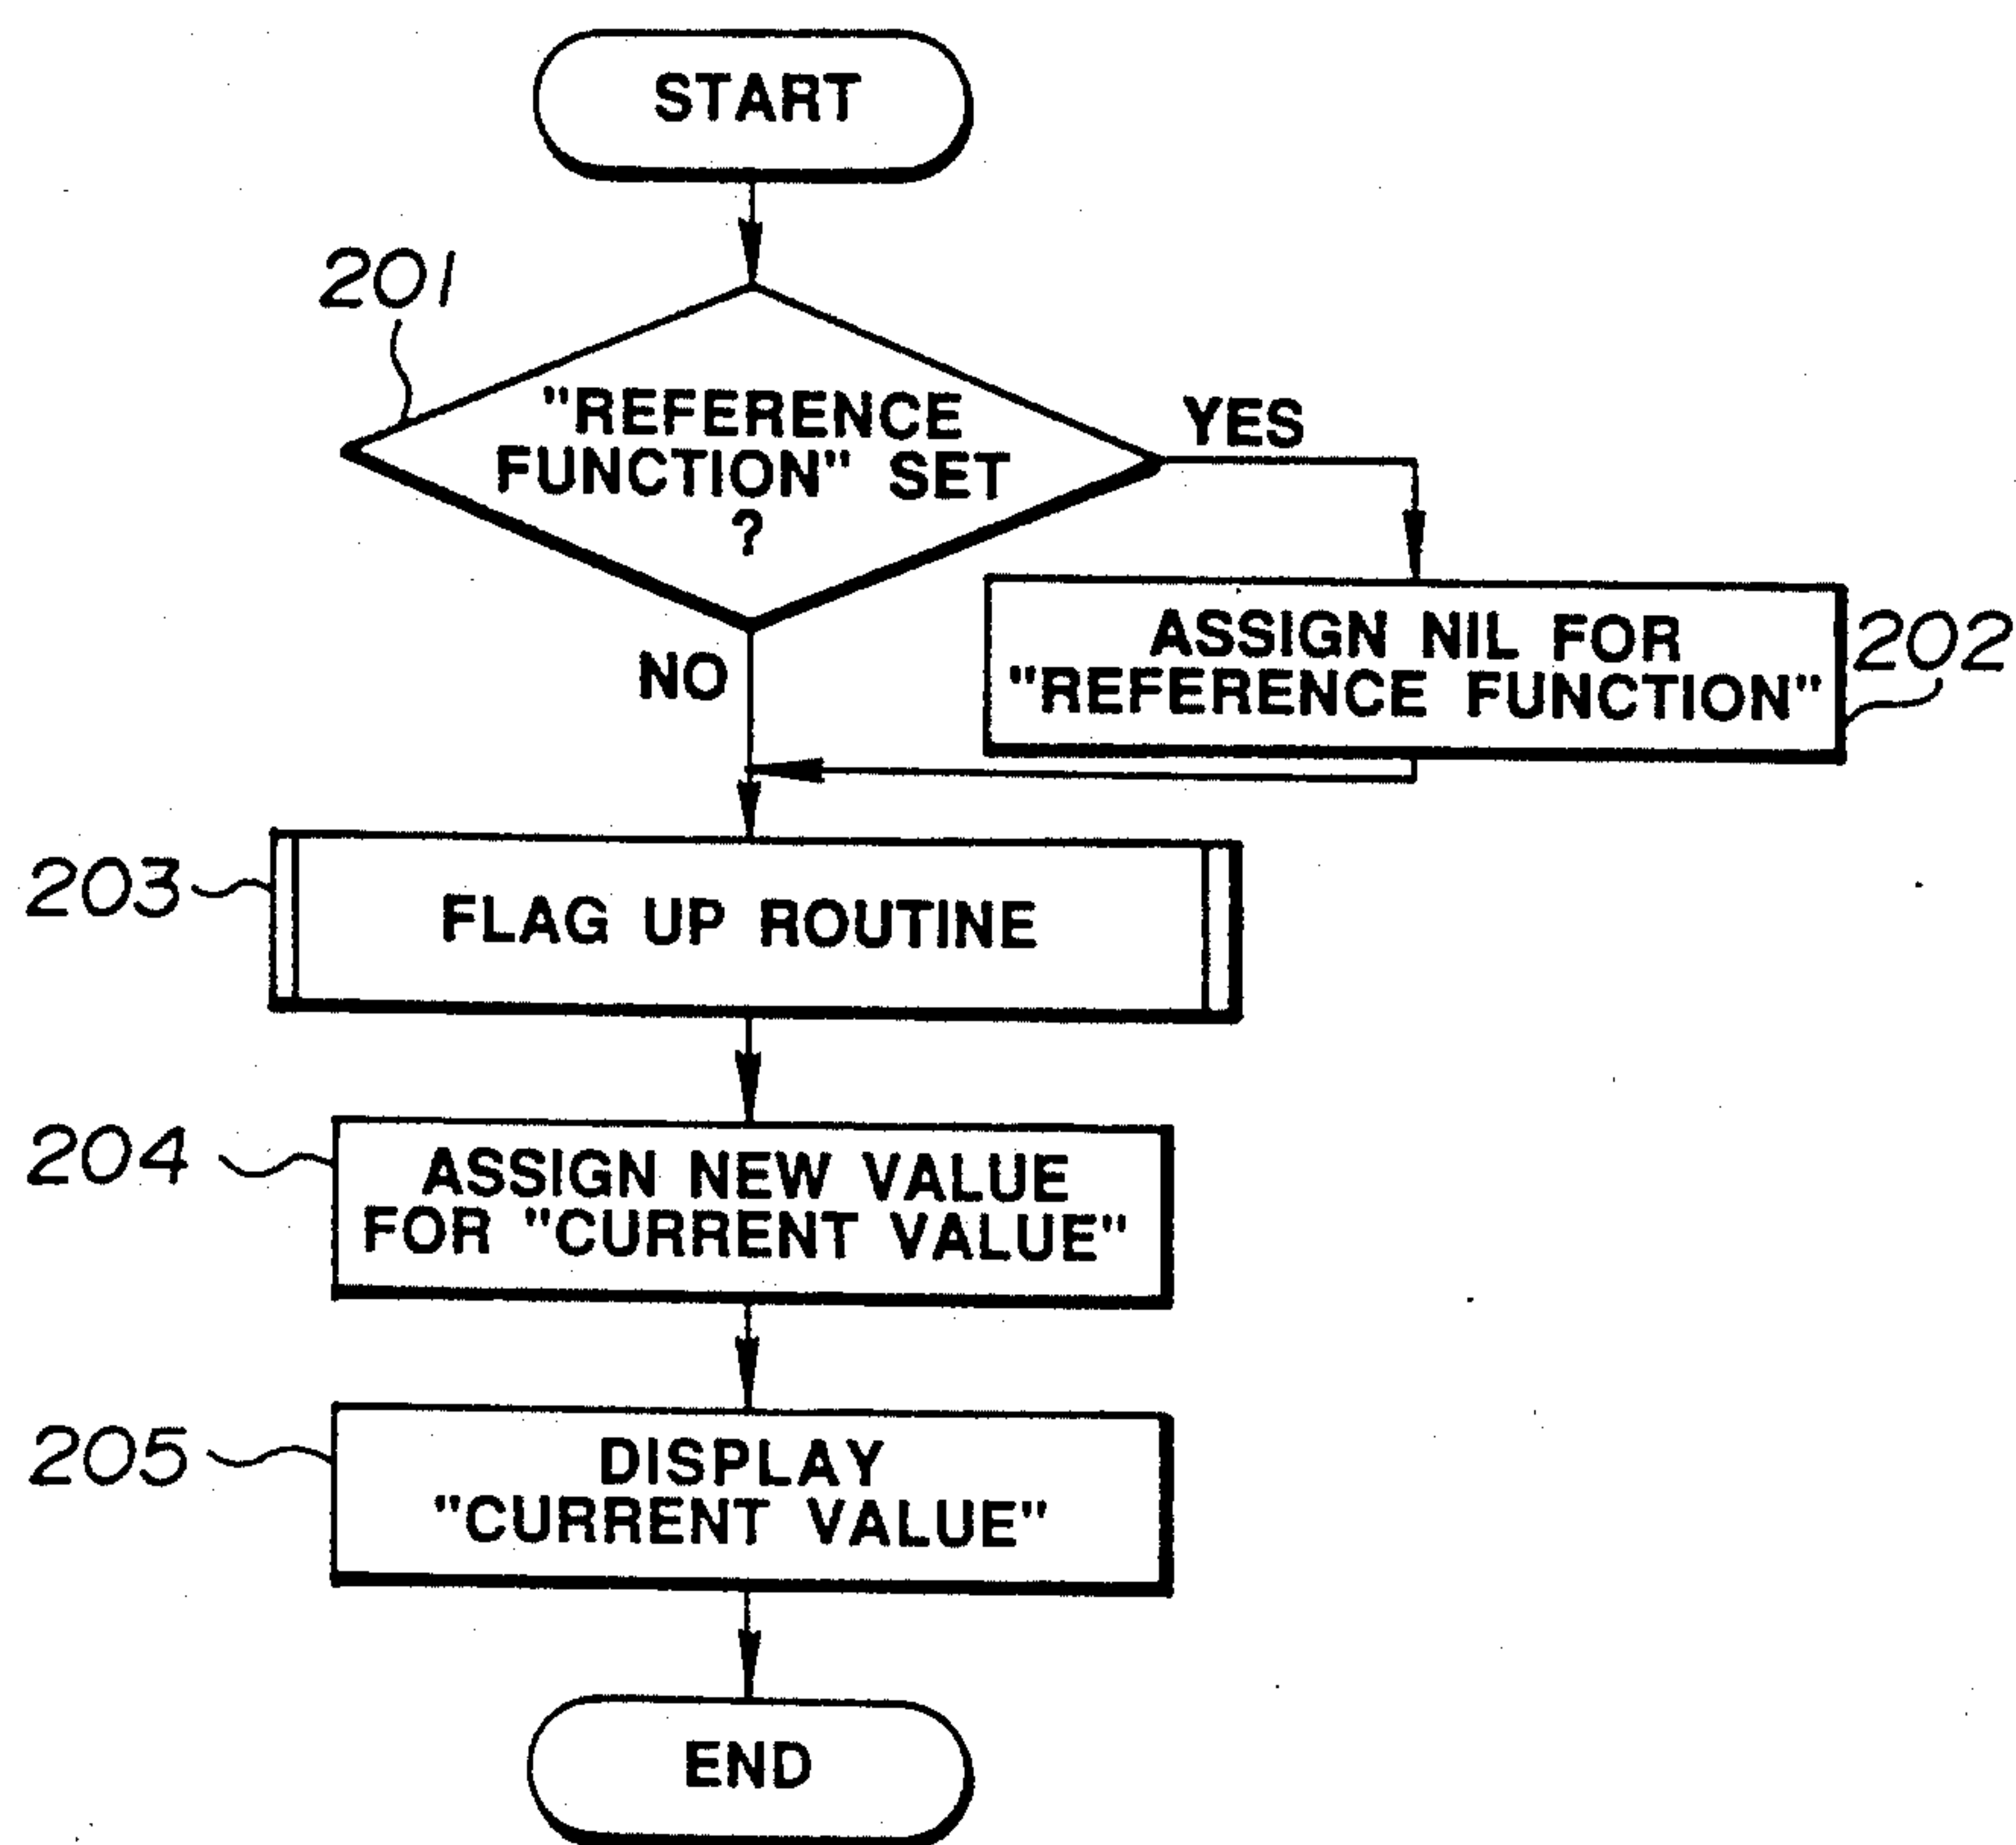 START
201
"REFERENCE
FUNCTION" SET
?
YES
NO
ASSIGN NIL FOR
"REFERENCE FUNCTION"
202
203
FLAG UP ROUTINE
204
ASSIGN NEW VALUE
FOR "CURRENT VALUE"
205
DISPLAY
"CURRENT VALUE"
END